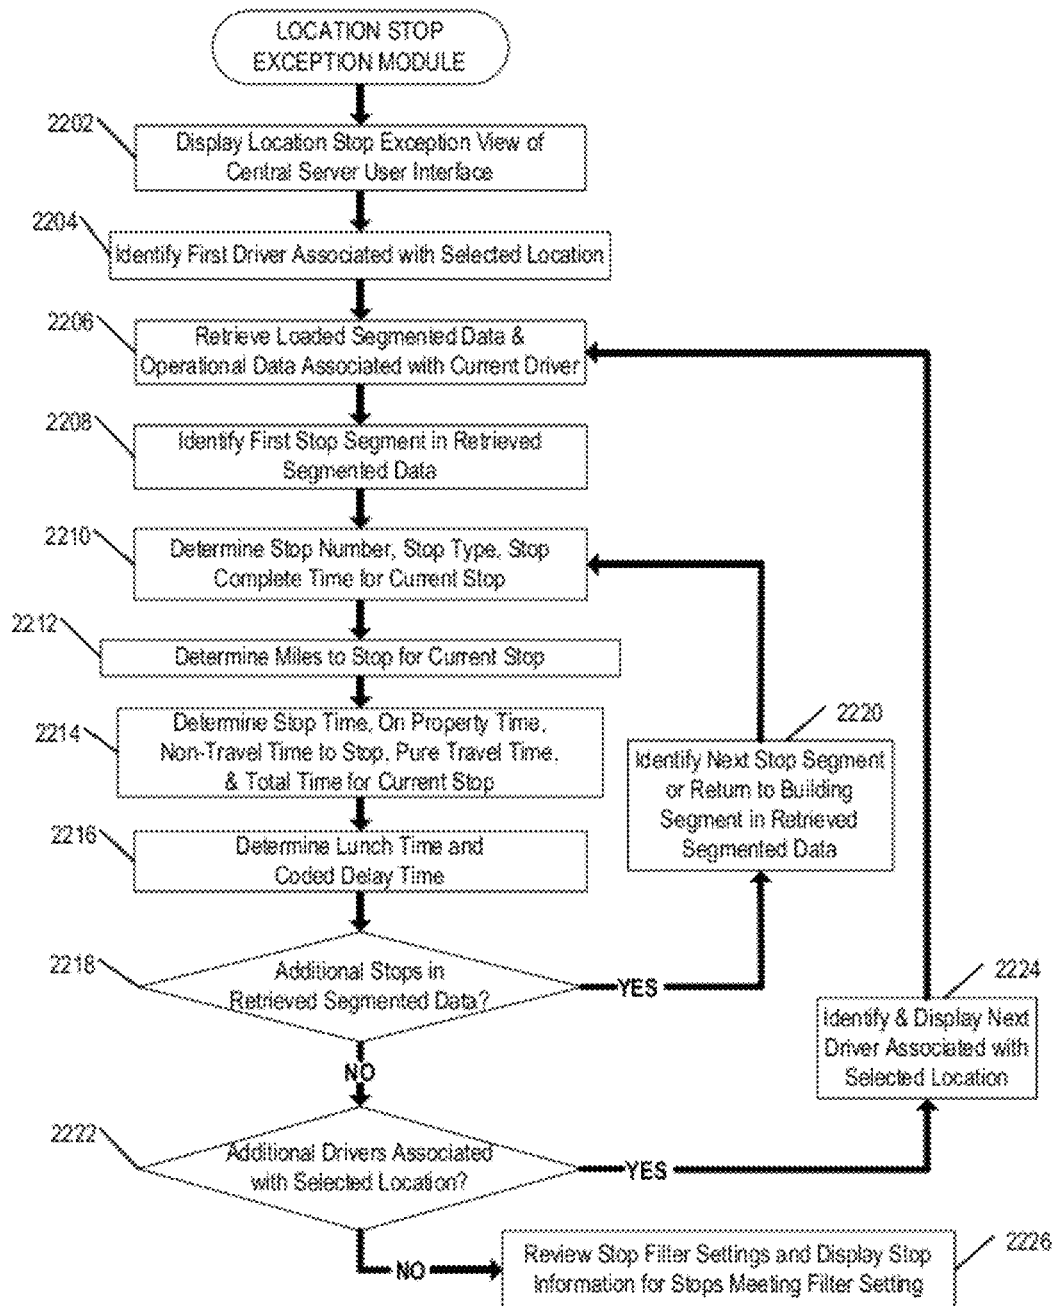 LOCATION STOP
EXCEPTION MODULE
2202
Display Location Stop Exception View of
Central Server User Interface
2204
Identify First Driver Associated with Selected Location
2206
Retrieve Loaded Segmented Data &
Operational Data Associated with Current Driver
2208
Identify First Stop Segment in Retrieved
Segmented Data
2210
Determine Stop Number, Stop Type, Stop
Complete Time for Current Stop
2212
Determine Miles to Stop for Current Stop
2214
Determine Stop Time, On Property Time,
Non-Travel Time to Stop, Pure Travel Time,
& Total Time for Current Stop
2220
Identify Next Stop Segment
or Return to Building
Segment in Retrieved
Segmented Data
2216
Determine Lunch Time and
Coded Delay Time
2218
Additional Stops in
Retrieved Segmented Data?
YES
2224
Identify & Display Next
Driver Associated with
Selected Location
NO
2222
Additional Drivers Associated
with Selected Location?
YES
NO
2226
Review Stop Filter Settings and Display Stop
Information for Stops Meeting Filter Setting